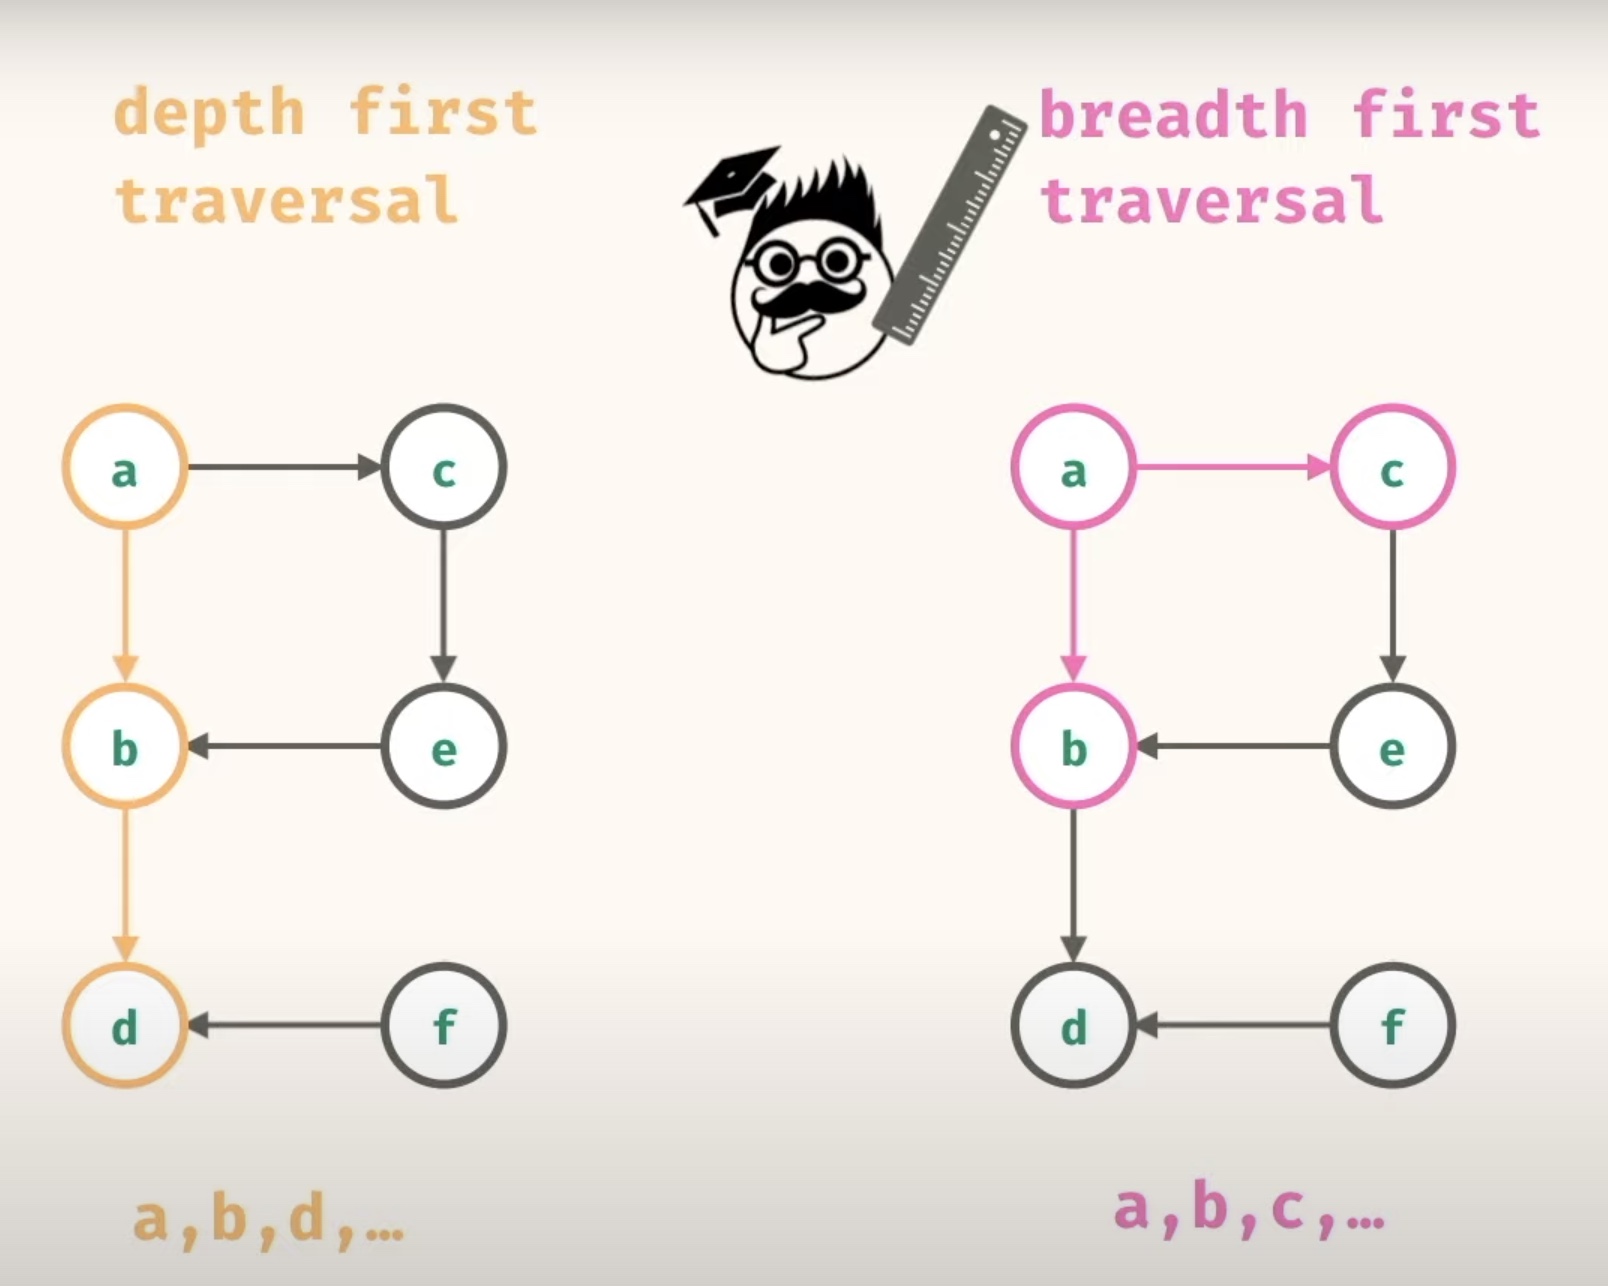 depth first
traversal
breadth first
traversal
a
c
b
e
d
f
a
c
b
e
d
f
a,b,d,…
a,b,c,…